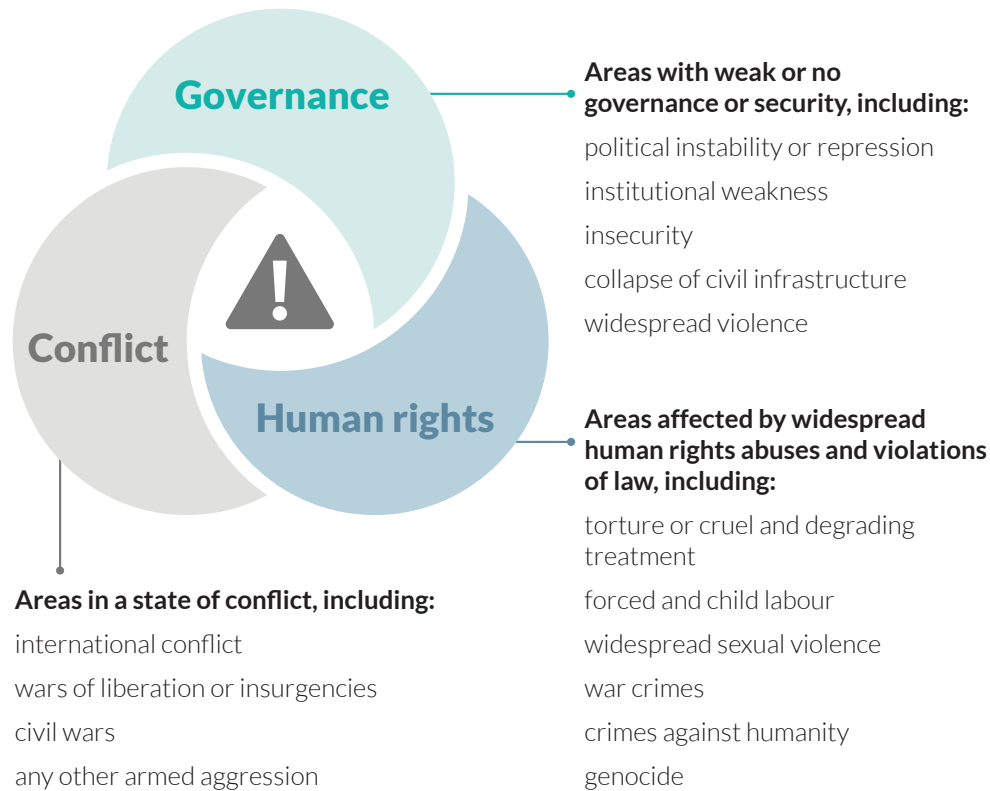 Governance
Areas with weak or no
governance or security, including:
political instability or repression
institutional weakness
insecurity
collapse of civil infrastructure
widespread violence
Conflict
Human rights
Areas affected by widespread
human rights abuses and violations
of law, including:
torture or cruel and degrading
treatment
forced and child labour
widespread sexual violence
war crimes
crimes against humanity
genocide
Areas in a state of conflict, including:
international conflict
wars of liberation or insurgencies
civil wars
any other armed aggression